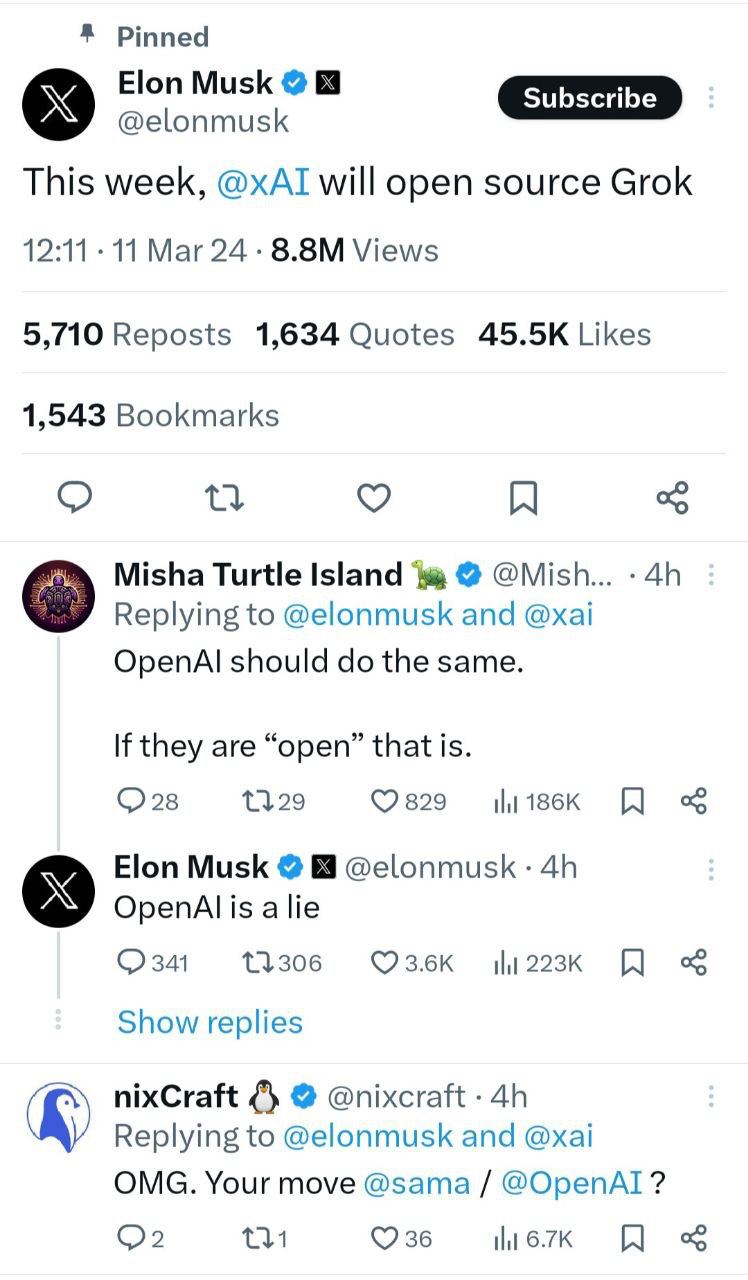 Pinned
Elon Musk
Subscribe
@elonmusk
This week, @xAI will open source Grok
12:11 · 11 Mar 24 · 8.8M Views
5,710 Reposts 1,634 Quotes 45.5K Likes
1,543 Bookmarks
Misha Turtle Island 🐢 @Mish... · 4h
Replying to @elonmusk and @xai
OpenAI should do the same.
If they are “open” that is.
28 29 829 186K
Elon Musk @elonmusk · 4h
OpenAI is a lie
341 306 3.6K 223K
Show replies
nixCraft 🐧 @nixcraft · 4h
Replying to @elonmusk and @xai
OMG. Your move @sama / @OpenAI ?
2 1 36 6.7K